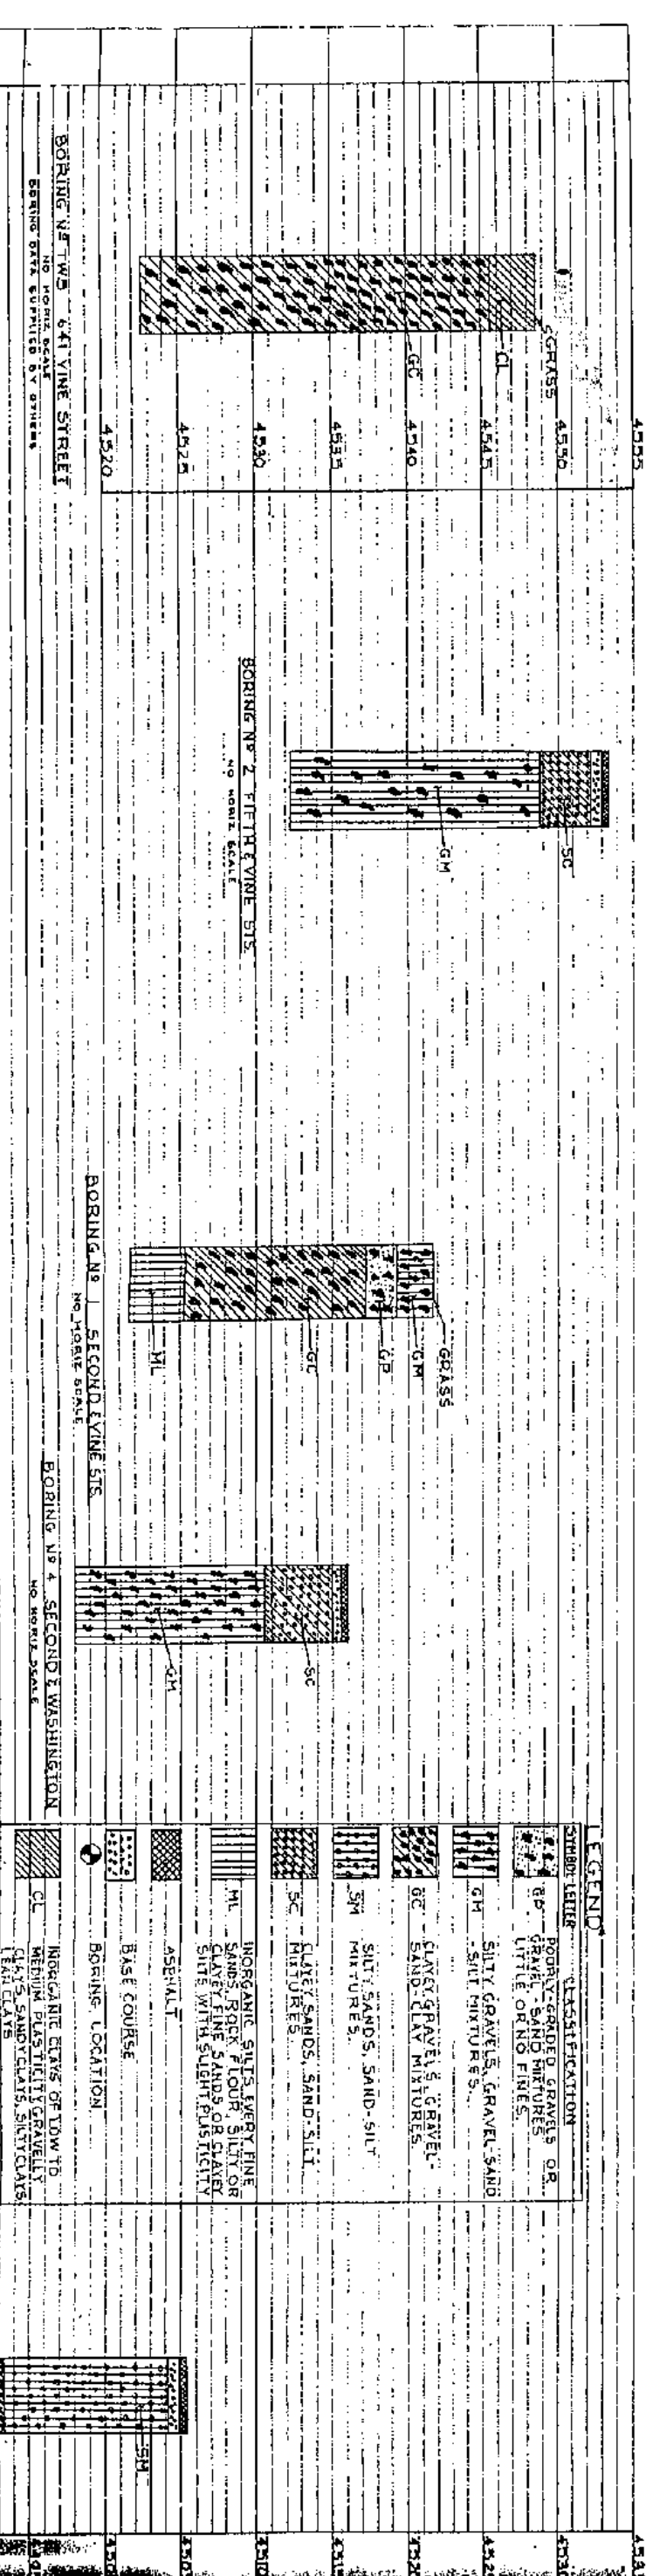 4555
4550
4545
4540
4535
4530
4525
4520
GRASS
CL
GC
BORING Nº TW5 441 VINE STREET
NO HORIZ SCALE
BORING DATA SUPPLIED BY OTHERS
SC
GM
BORING Nº 2 FIFTH & VINE STS.
NO HORIZ. SCALE
GRASS
GM
GP
GC
ML
BORING Nº 1 SECOND & VINE STS.
NO HORIZ SCALE
SC
GM
BORING Nº 4 SECOND & WASHINGTON
NO HORIZ SCALE
LEGEND
SYMBOL LETTER CLASSIFICATION
GP POORLY-GRADED GRAVELS OR
GRAVEL-SAND MIXTURES
LITTLE OR NO FINES.
GM SILTY GRAVELS, GRAVEL-SAND
-SILT MIXTURES.
GC CLAYEY GRAVELS, GRAVEL-
SAND-CLAY MIXTURES
SM SILTY SANDS, SAND-SILT
MIXTURES.
SC CLAYEY SANDS, SAND-SILT
MIXTURES.
ML INORGANIC SILTS & VERY FINE
SANDS, ROCK FLOUR, SILTY OR
CLAYEY FINE SANDS OR CLAYEY
SILTS WITH SLIGHT PLASTICITY
ASPHALT
BASE COURSE
BORING LOCATION
CL INORGANIC CLAYS OF LOW TO
MEDIUM PLASTICITY, GRAVELLY
CLAYS, SANDY CLAYS, SILTY CLAYS,
LEAN CLAYS
SM